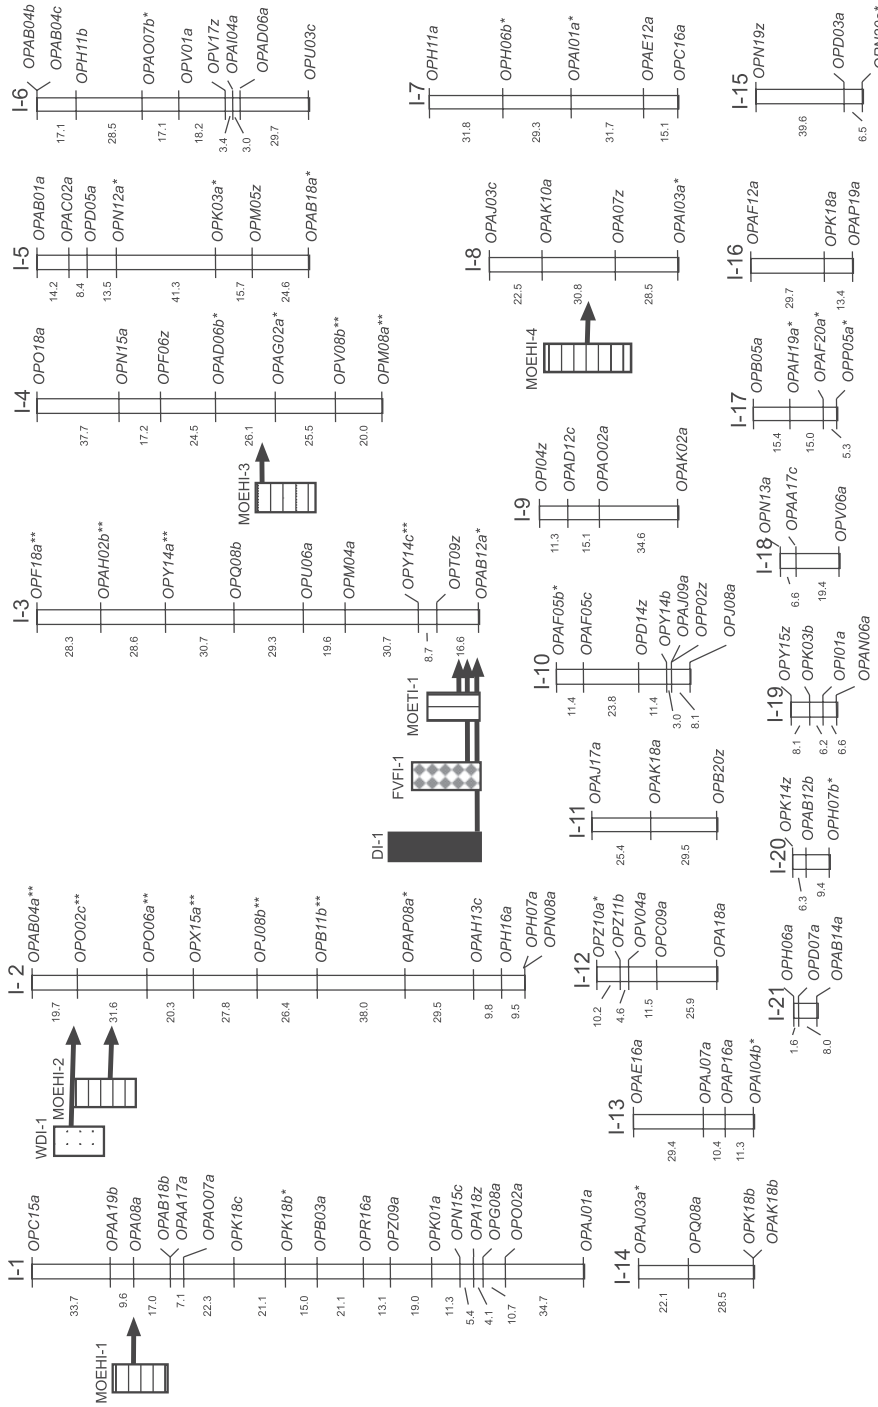 I-1
OPC15a
OPAA19b
OPA08a
OPAB18b
OPAA17a
OPAO07a
OPK18c
OPK18b*
OPB03a
OPR16a
OPZ09a
OPK01a
OPN15c
OPA18z
OPG08a
OPO02a
OPAJ01a
33.7
9.6
17.0
7.1
22.3
21.1
15.0
21.1
13.1
19.0
11.3
5.4
4.1
10.7
34.7
MOEHI-1
I-2
OPAB04a**
OPO02c**
OPO06a**
OPX15a**
OPJ08b**
OPB11b**
OPAP08a*
OPAH13c
OPH16a
OPH07a
OPN08a
19.7
31.6
20.3
27.8
26.4
38.0
29.5
9.8
9.5
WDI-1
MOEHI-2
I-3
OPF18a**
OPAH02b**
OPY14a**
OPQ08b
OPU06a
OPM04a
OPY14c**
OPT09z
OPAB12a*
28.3
28.6
30.7
29.3
19.6
30.7
8.7
16.6
DI-1
FVFI-1
MOETI-1
I-4
OPO18a
OPN15a
OPF06z
OPAD06b*
OPAG02a*
OPV08b**
OPM08a**
37.7
17.2
24.5
26.1
25.5
20.0
MOEHI-3
I-5
OPAB01a
OPAC02a
OPD05a
OPN12a*
OPK03a*
OPM05z
OPAB18a*
14.2
8.4
13.5
41.3
15.7
24.6
I-6
OPAB04b
OPAB04c
OPH11b
OPAO07b*
OPV01a
OPV17z
OPAI04a
OPAD06a
OPU03c
17.1
28.5
17.1
18.2
3.4
3.0
29.7
I-7
OPH11a
OPH06b*
OPAI01a*
OPAE12a
OPC16a
31.8
29.3
31.7
15.1
I-8
OPAJ03c
OPAK10a
OPA07z
OPAI03a*
22.5
30.8
28.5
MOEHI-4
I-9
OPI04z
OPAD12c
OPAO02a
OPAK02a
11.3
15.1
34.6
I-10
OPAF05b*
OPAF05c
OPD14z
OPY14b
OPAJ09a
OPP02z
OPJ08a
11.4
23.8
11.4
3.0
8.1
I-11
OPAJ17a
OPAK18a
OPB20z
25.4
29.5
I-12
OPZ10a*
OPZ11b
OPV04a
OPC09a
OPA18a
10.2
4.6
11.5
25.9
I-13
OPAE16a
OPAJ07a
OPAP16a
OPAI04b*
29.4
10.4
11.3
I-14
OPAJ03a*
OPQ08a
OPK18b
OPAK18b
22.1
28.5
I-15
OPN19z
OPD03a
39.6
6.5
I-16
OPAF12a
OPK18a
OPAP19a
29.7
13.4
I-17
OPB05a
OPAH19a*
OPAF20a*
OPP05a*
15.4
15.0
5.3
I-18
OPN13a
OPAA17c
OPV06a
6.6
19.4
I-19
OPY15z
OPK03b
OPI01a
OPAN06a
8.1
6.2
6.6
I-20
OPK14z
OPAB12b
OPH07b*
6.3
9.4
I-21
OPH06a
OPD07a
OPAB14a
1.6
8.0